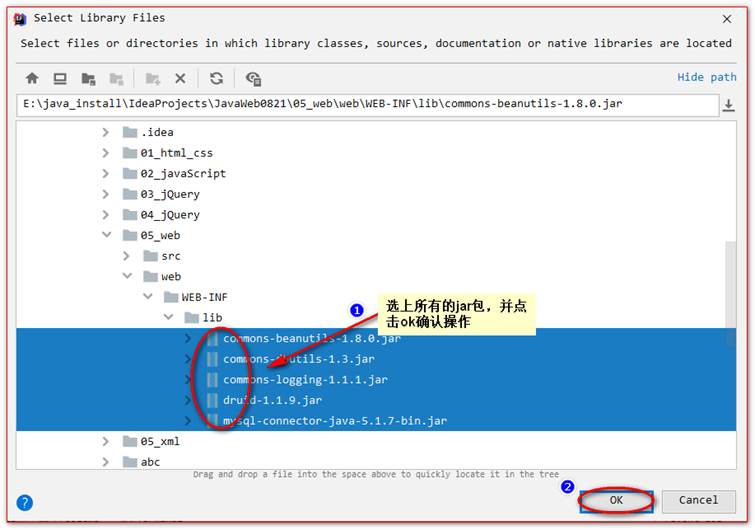 Select Library Files
Select files or directories in which library classes, sources, documentation or native libraries are located
Hide path
E:\java_install\IdeaProjects\JavaWeb0821\05_web\web\WEB-INF\lib\commons-beanutils-1.8.0.jar
.idea
01_html_css
02_javaScript
03_jQuery
04_jQuery
05_web
src
web
WEB-INF
lib
1
选上所有的jar包，并点
击ok确认操作
commons-beanutils-1.8.0.jar
commons-dbutils-1.3.jar
commons-logging-1.1.1.jar
druid-1.1.9.jar
mysql-connector-java-5.1.7-bin.jar
05_xml
abc
Drag and drop a file into the space above to quickly locate it in the tree
2
?
OK
Cancel